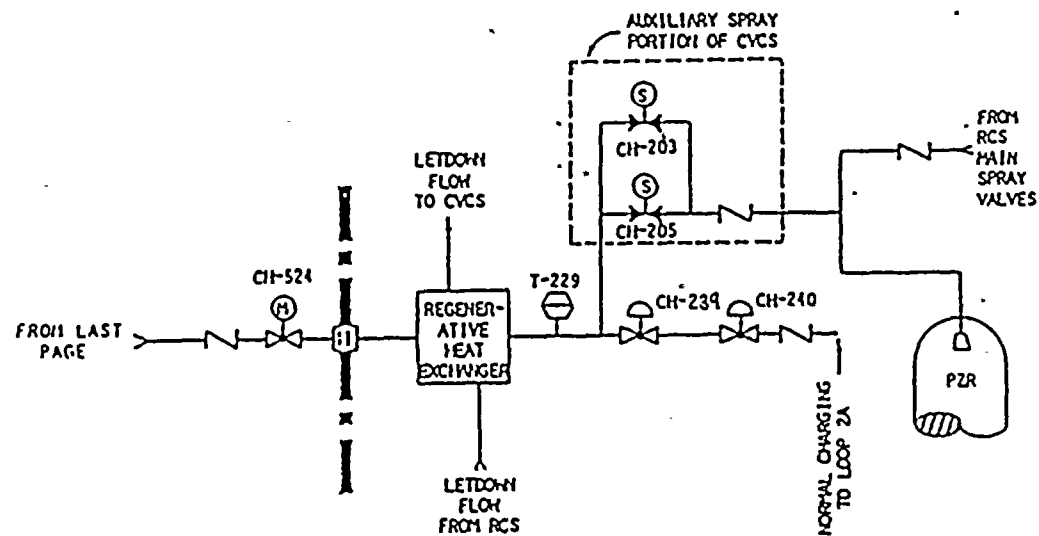 AUXILIARY SPRAY
PORTION OF CVCS
S
CH-203
S
CH-205
FROM
RCS
MAIN
SPRAY
VALVES
LETDOWN
FLOW
TO CVCS
CH-524
M
T-229
CH-239
CH-240
FROM LAST
PAGE
REGENER-
ATIVE
HEAT
EXCHANGER
PZR
NORMAL CHARGING
TO LOOP 2A
LETDOWN
FLOW
FROM RCS